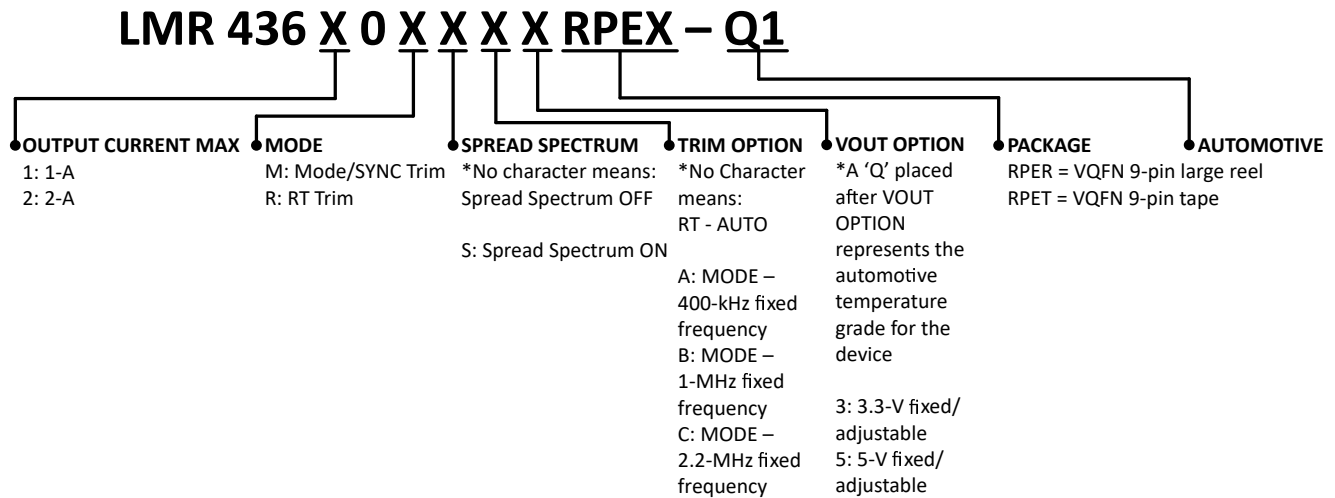 LMR 436 X 0 X X X X RPEX – Q1
OUTPUT CURRENT MAX
1: 1-A
2: 2-A
MODE
M: Mode/SYNC Trim
R: RT Trim
SPREAD SPECTRUM
*No character means:
Spread Spectrum OFF
S: Spread Spectrum ON
TRIM OPTION
*No Character
means:
RT - AUTO
A: MODE –
400-kHz fixed
frequency
B: MODE –
1-MHz fixed
frequency
C: MODE –
2.2-MHz fixed
frequency
VOUT OPTION
*A ‘Q’ placed
after VOUT
OPTION
represents the
automotive
temperature
grade for the
device
3: 3.3-V fixed/
adjustable
5: 5-V fixed/
adjustable
PACKAGE
RPER = VQFN 9-pin large reel
RPET = VQFN 9-pin tape
AUTOMOTIVE